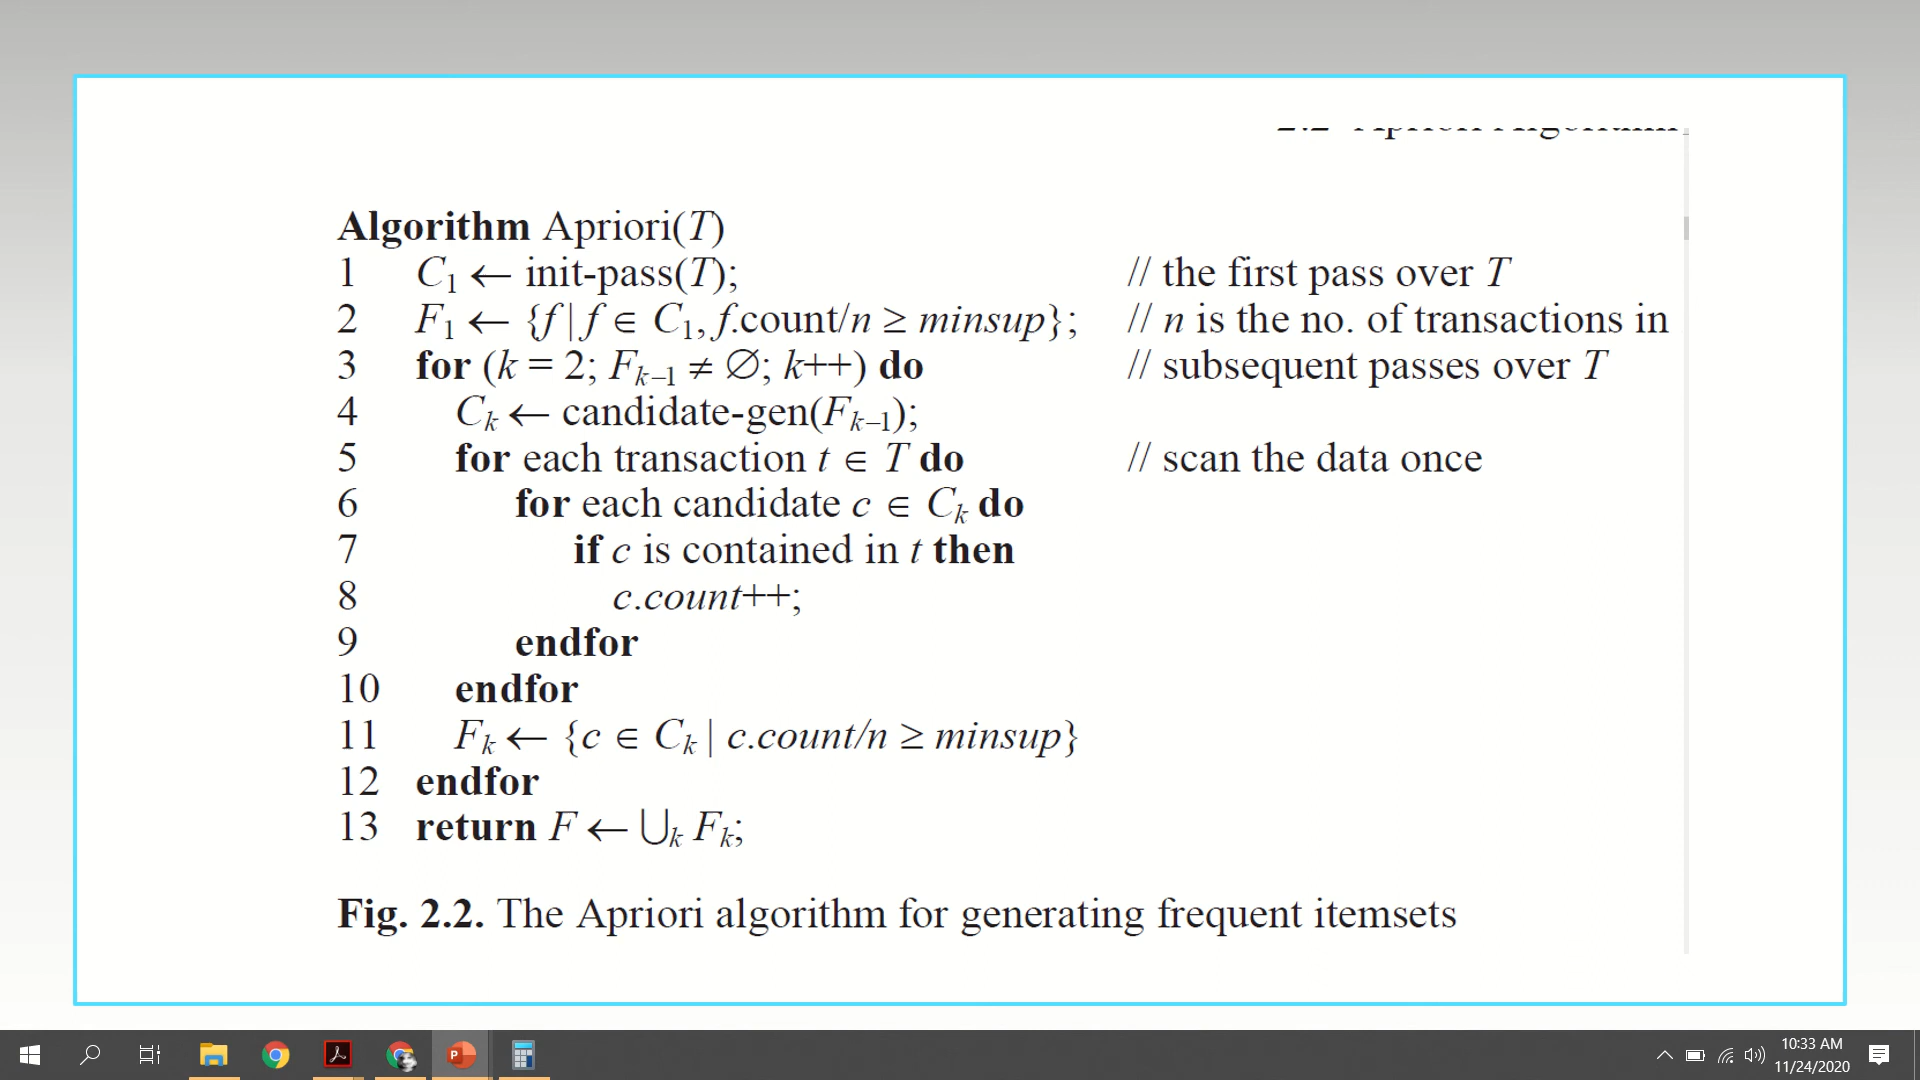 Algorithm Apriori(T)
1 C₁ ← init-pass(T); // the first pass over T
2 F₁ ← {f | f ∈ C₁, f.count/n ≥ minsup}; // n is the no. of transactions in
3 for (k = 2; Fₖ₋₁ ≠ ∅; k++) do // subsequent passes over T
4 Cₖ ← candidate-gen(Fₖ₋₁);
5 for each transaction t ∈ T do // scan the data once
6 for each candidate c ∈ Cₖ do
7 if c is contained in t then
8 c.count++;
9 endfor
10 endfor
11 Fₖ ← {c ∈ Cₖ | c.count/n ≥ minsup}
12 endfor
13 return F ← ⋃ₖ Fₖ;
Fig. 2.2. The Apriori algorithm for generating frequent itemsets
10:33 AM
11/24/2020